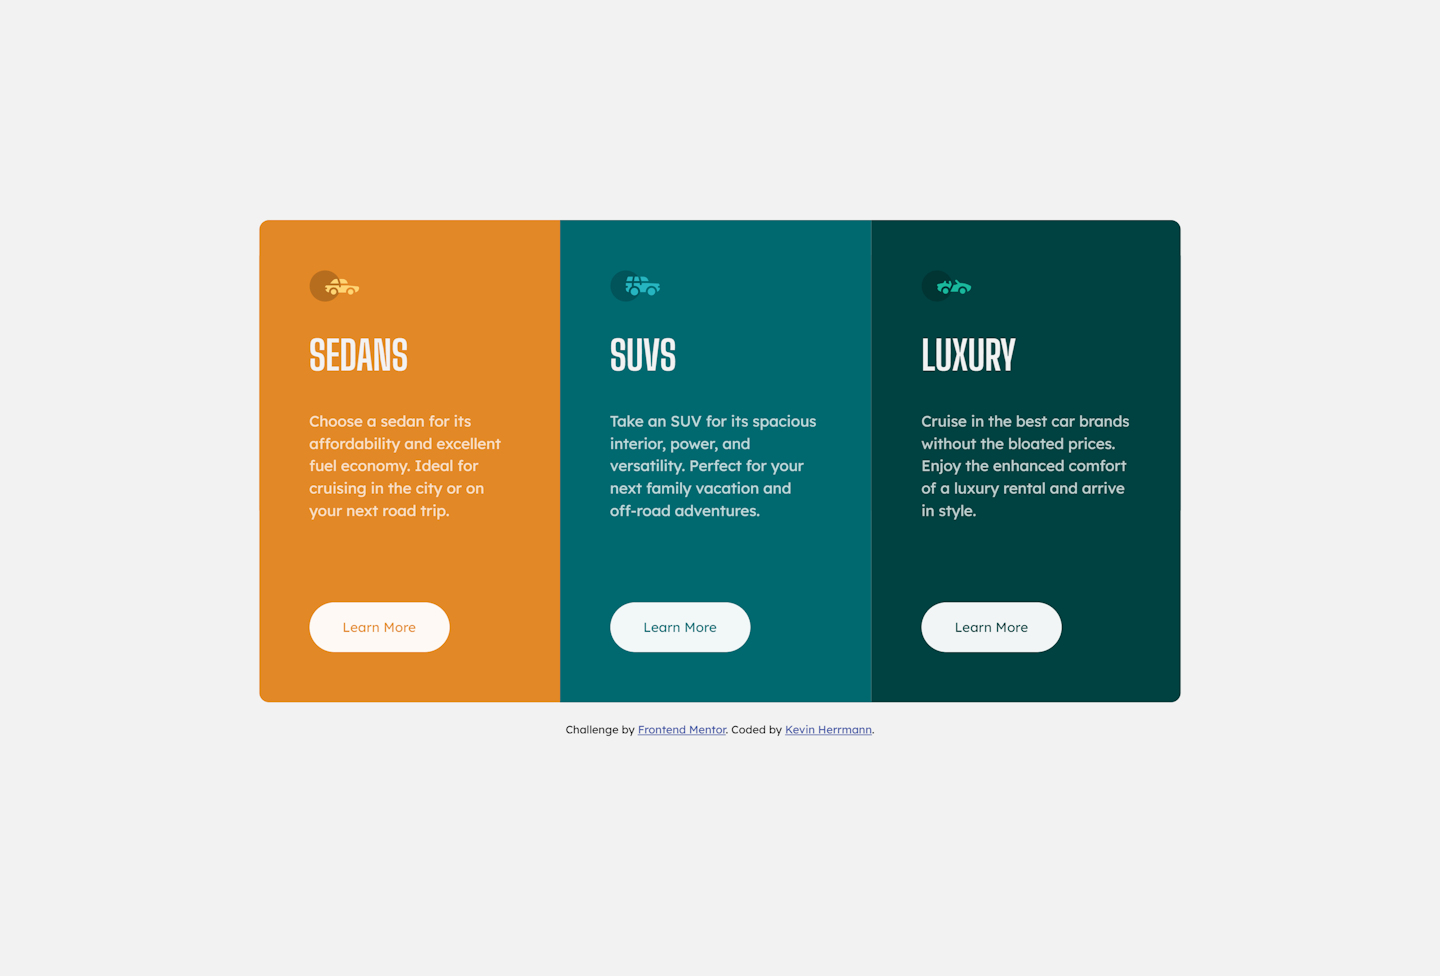 SEDANS
Choose a sedan for its
affordability and excellent
fuel economy. Ideal for
cruising in the city or on
your next road trip.
Learn More
SUVS
Take an SUV for its spacious
interior, power, and
versatility. Perfect for your
next family vacation and
off-road adventures.
Learn More
LUXURY
Cruise in the best car brands
without the bloated prices.
Enjoy the enhanced comfort
of a luxury rental and arrive
in style.
Learn More
Challenge by Frontend Mentor. Coded by Kevin Herrmann.